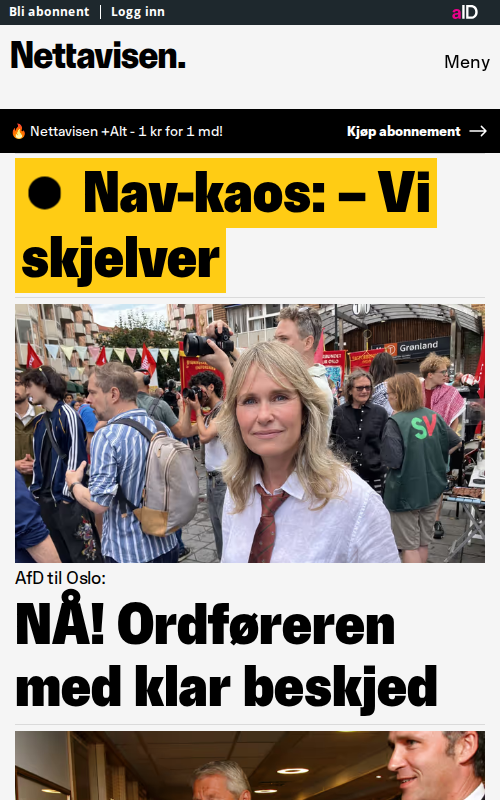 Bli abonnent | Logg inn
aID
Nettavisen.
Meny
🔥 Nettavisen +Alt - 1 kr for 1 md!
Kjøp abonnement →
● Nav-kaos: – Vi
skjelver
Grønland
SV
AfD til Oslo:
NÅ! Ordføreren
med klar beskjed